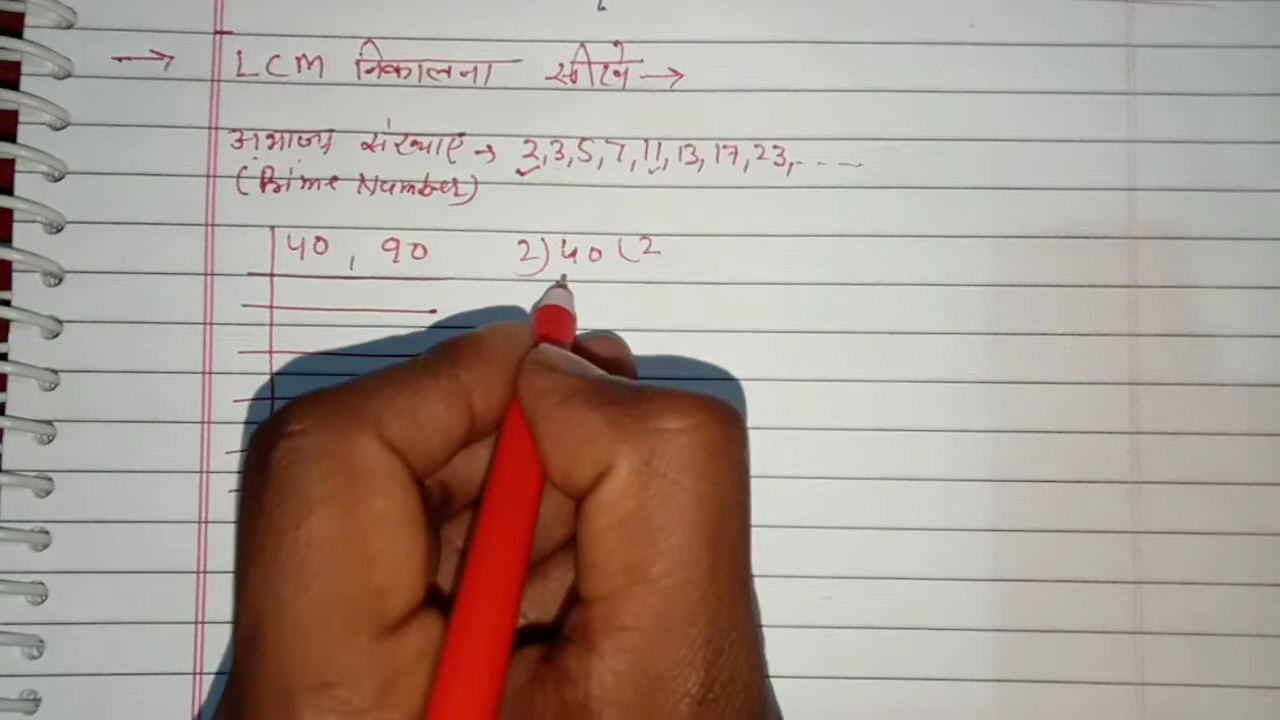 → LCM निकालना सीखे →
अभाज्य संख्याएं → 2,3,5,7,11,13,17,23,....
(Prime Number)
40, 90 2)40(2